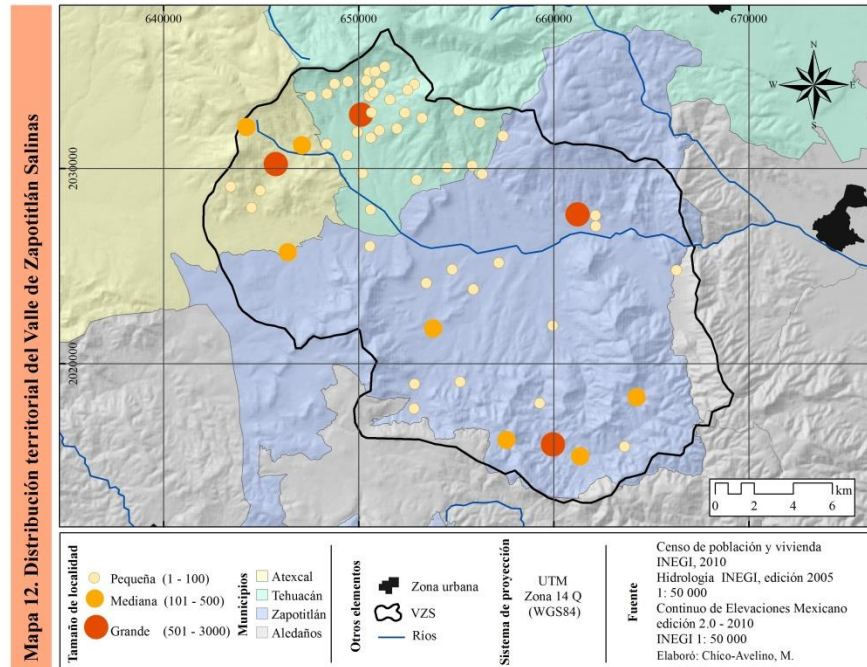 Mapa 12. Distribución territorial del Valle de Zapotitlán Salinas
640000
650000
660000
670000
2030000
2020000
N
W
E
S
km
0
2
4
6
Tamaño de localidad
Pequeña (1 - 100)
Mediana (101 - 500)
Grande (501 - 3000)
Municipios
Atexcal
Tehuacán
Zapotitlán
Aledaños
Otros elementos
Zona urbana
VZS
Ríos
Sistema de proyección
UTM
Zona 14 Q
(WGS84)
Fuente
Censo de población y vivienda
INEGI, 2010
Hidrología INEGI, edición 2005
1: 50 000
Continuo de Elevaciones Mexicano
edición 2.0 - 2010
INEGI 1: 50 000
Elaboró: Chico-Avelino, M.